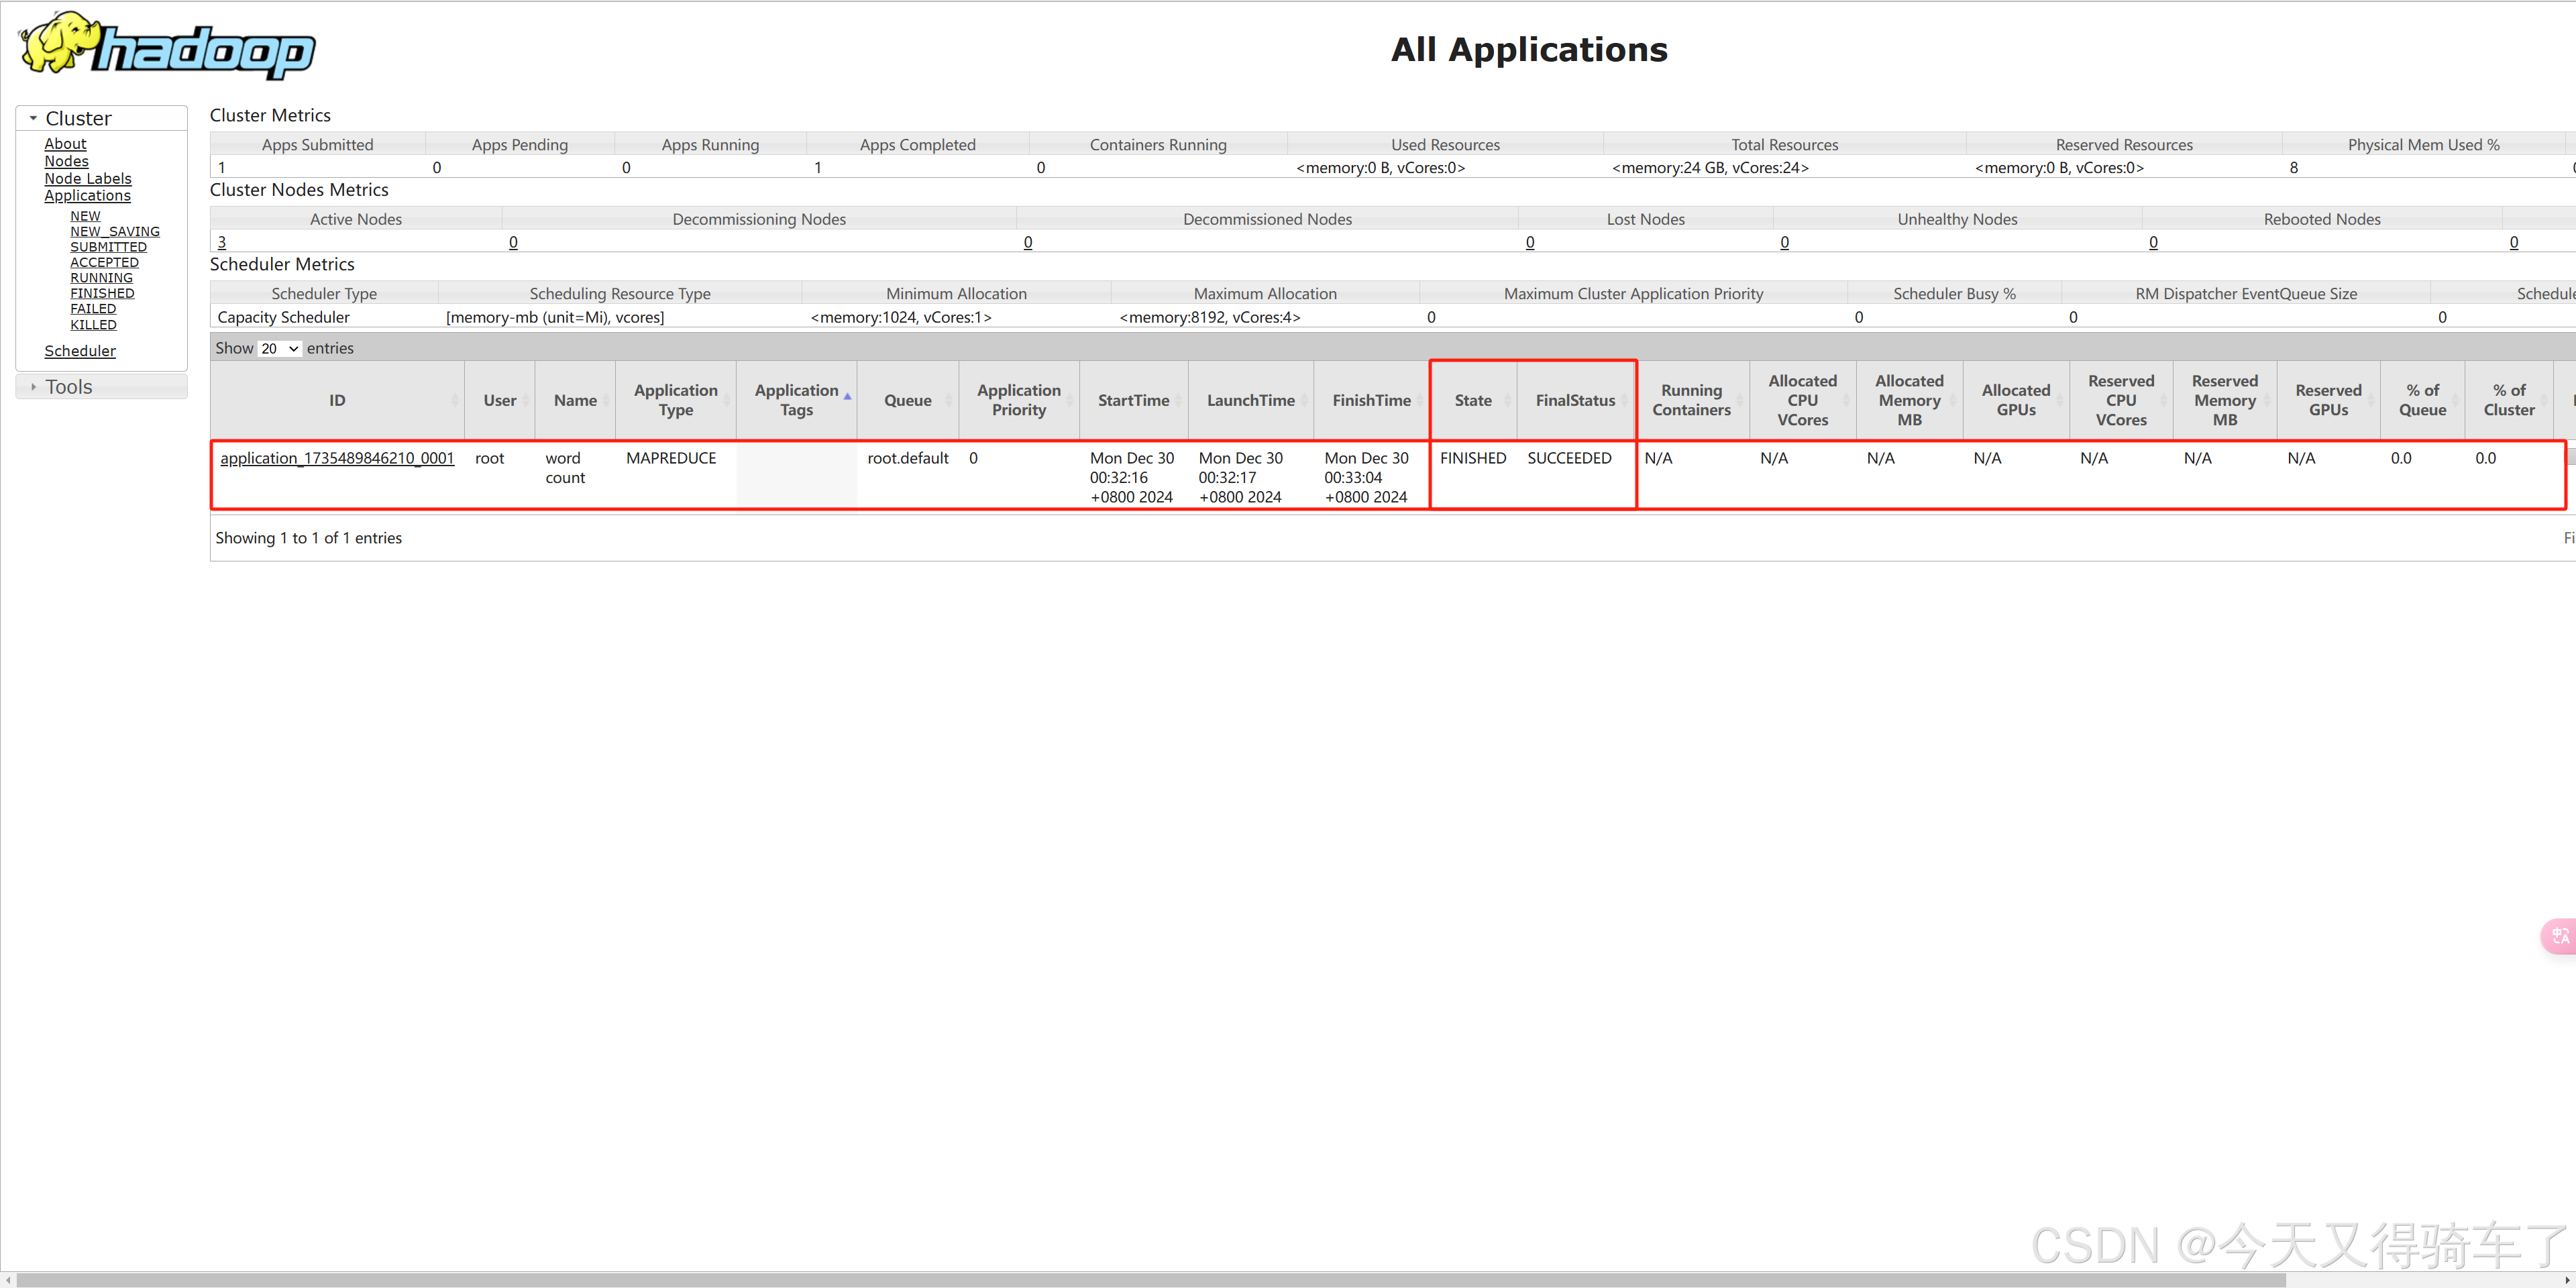 hadoop
All Applications
Cluster
About
Nodes
Node Labels
Applications
NEW
NEW_SAVING
SUBMITTED
ACCEPTED
RUNNING
FINISHED
FAILED
KILLED
Scheduler
Tools
Cluster Metrics
Apps Submitted Apps Pending Apps Running Apps Completed Containers Running Used Resources Total Resources Reserved Resources Physical Mem Used %
1 0 0 1 0 <memory:0 B, vCores:0> <memory:24 GB, vCores:24> <memory:0 B, vCores:0> 8
Cluster Nodes Metrics
Active Nodes Decommissioning Nodes Decommissioned Nodes Lost Nodes Unhealthy Nodes Rebooted Nodes
3 0 0 0 0 0 0
Scheduler Metrics
Scheduler Type Scheduling Resource Type Minimum Allocation Maximum Allocation Maximum Cluster Application Priority Scheduler Busy % RM Dispatcher EventQueue Size
Capacity Scheduler [memory-mb (unit=Mi), vcores] <memory:1024, vCores:1> <memory:8192, vCores:4> 0 0 0 0
Show 20 entries
ID User Name Application Type Application Tags Queue Application Priority StartTime LaunchTime FinishTime State FinalStatus Running Containers Allocated CPU VCores Allocated Memory MB Allocated GPUs Reserved CPU VCores Reserved Memory MB Reserved GPUs % of Queue % of Cluster
application_1735489846210_0001 root word count MAPREDUCE root.default 0 Mon Dec 30 00:32:16 +0800 2024 Mon Dec 30 00:32:17 +0800 2024 Mon Dec 30 00:33:04 +0800 2024 FINISHED SUCCEEDED N/A N/A N/A N/A N/A N/A N/A 0.0 0.0
Showing 1 to 1 of 1 entries
CSDN @今天又得骑车了